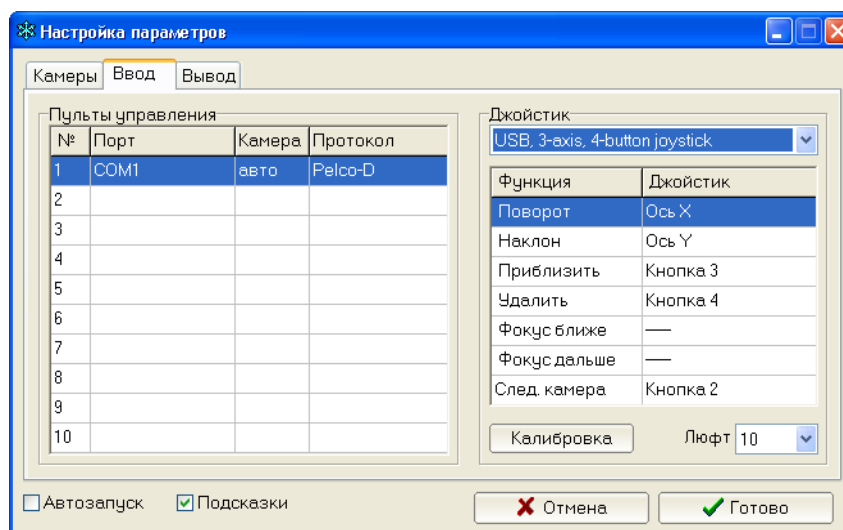 Настройка параметров
Камеры Ввод Вывод
Пульты управления
№ Порт Камера Протокол
1 COM1 авто Pelco-D
2
3
4
5
6
7
8
9
10
Джойстик
USB, 3-axis, 4-button joystick
Функция Джойстик
Поворот Ось X
Наклон Ось Y
Приблизить Кнопка 3
Удалить Кнопка 4
Фокус ближе —
Фокус дальше —
След. камера Кнопка 2
Калибровка Люфт 10
Автозапуск Подсказки Отмена Готово